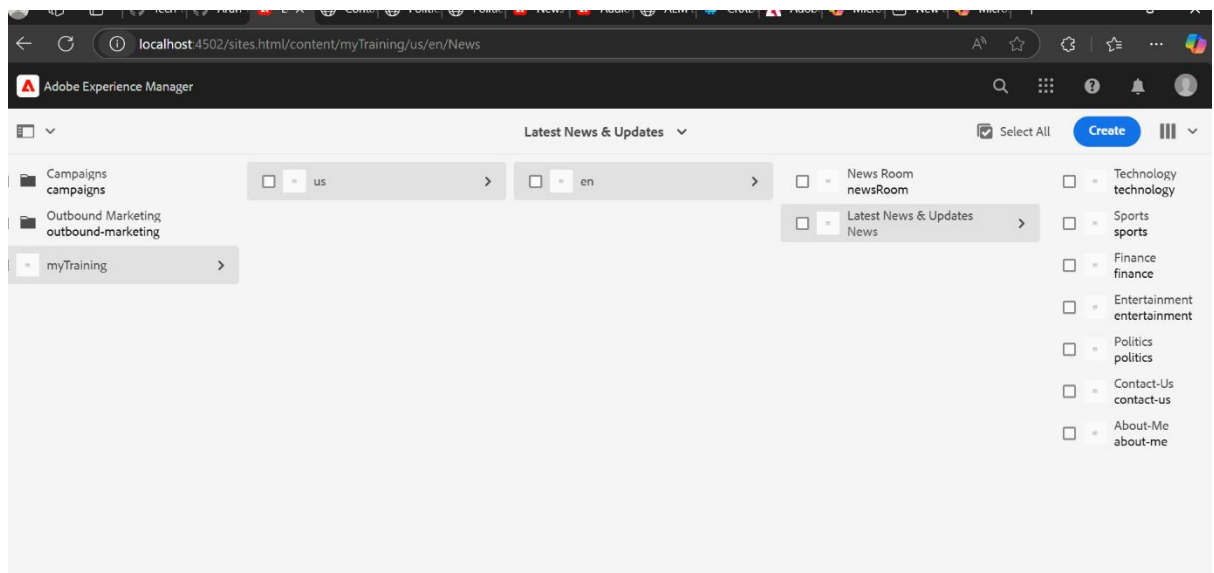 localhost:4502/sites.html/content/myTraining/us/en/News
Adobe Experience Manager
Latest News & Updates
Select All
Create
Campaigns
campaigns
Outbound Marketing
outbound-marketing
myTraining
us
en
News Room
newsRoom
Latest News & Updates
News
Technology
technology
Sports
sports
Finance
finance
Entertainment
entertainment
Politics
politics
Contact-Us
contact-us
About-Me
about-me